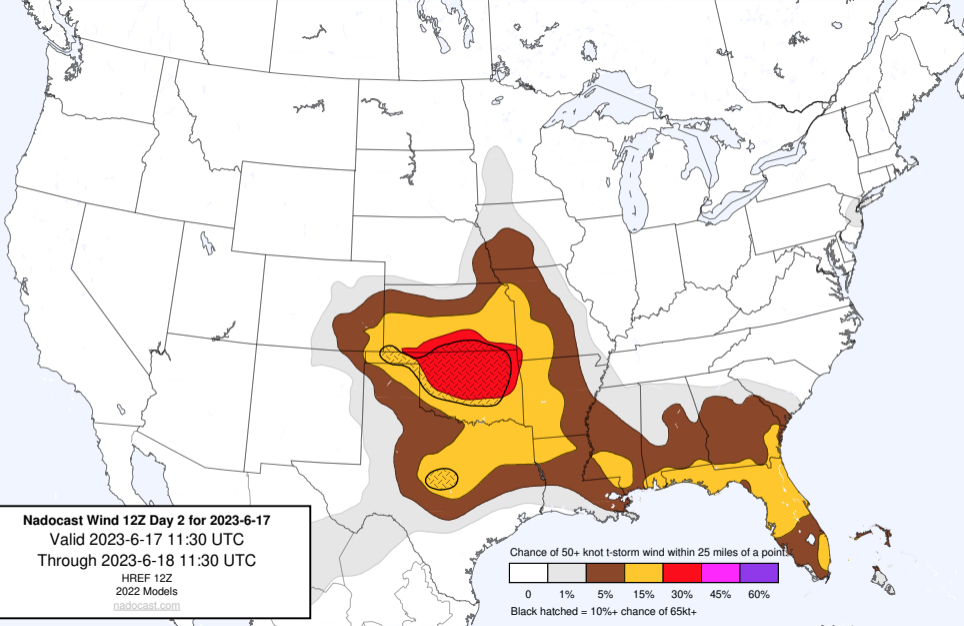 Nadocast Wind 12Z Day 2 for 2023-6-17
Valid 2023-6-17 11:30 UTC
Through 2023-6-18 11:30 UTC
HREF 12Z
2022 Models
nadocast.com
Chance of 50+ knot t-storm wind within 25 miles of a point.
0 1% 5% 15% 30% 45% 60%
Black hatched = 10%+ chance of 65kt+